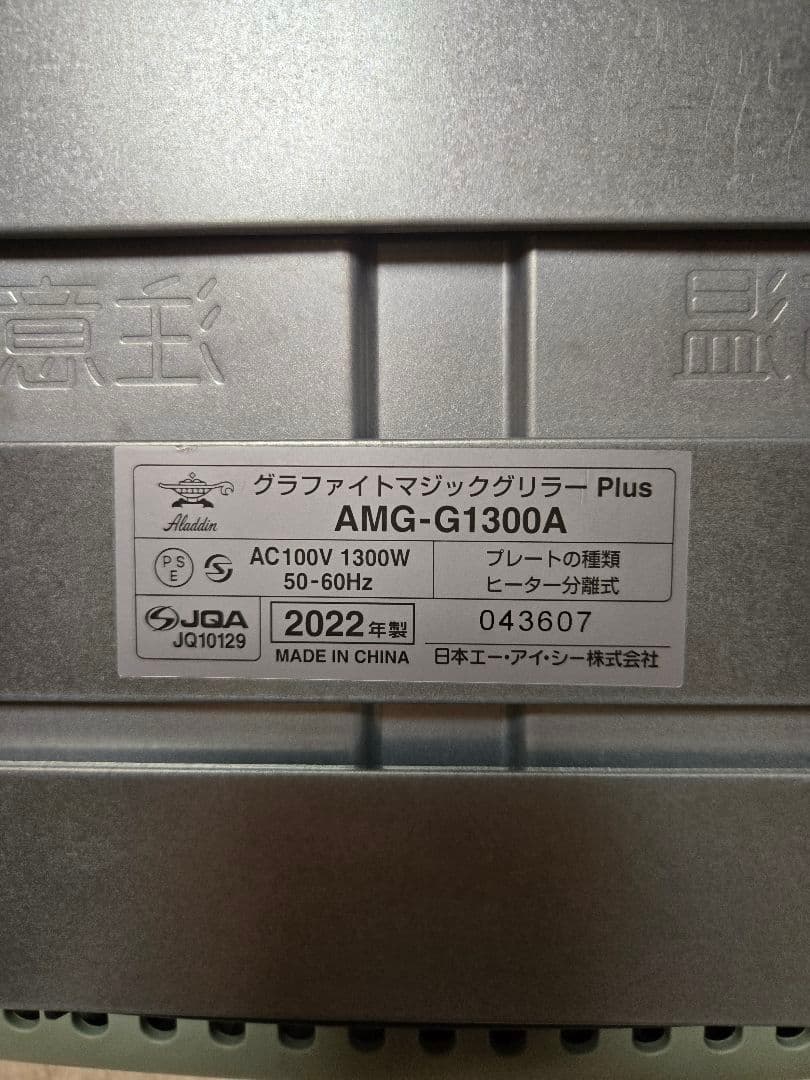 注意
温
Aladdin
グラファイトマジックグリラー Plus
AMG-G1300A
PS
E
AC100V 1300W
50-60Hz
プレートの種類
ヒーター分離式
JQA
JQ10129
2022年製
MADE IN CHINA
043607
日本エー・アイ・シー株式会社